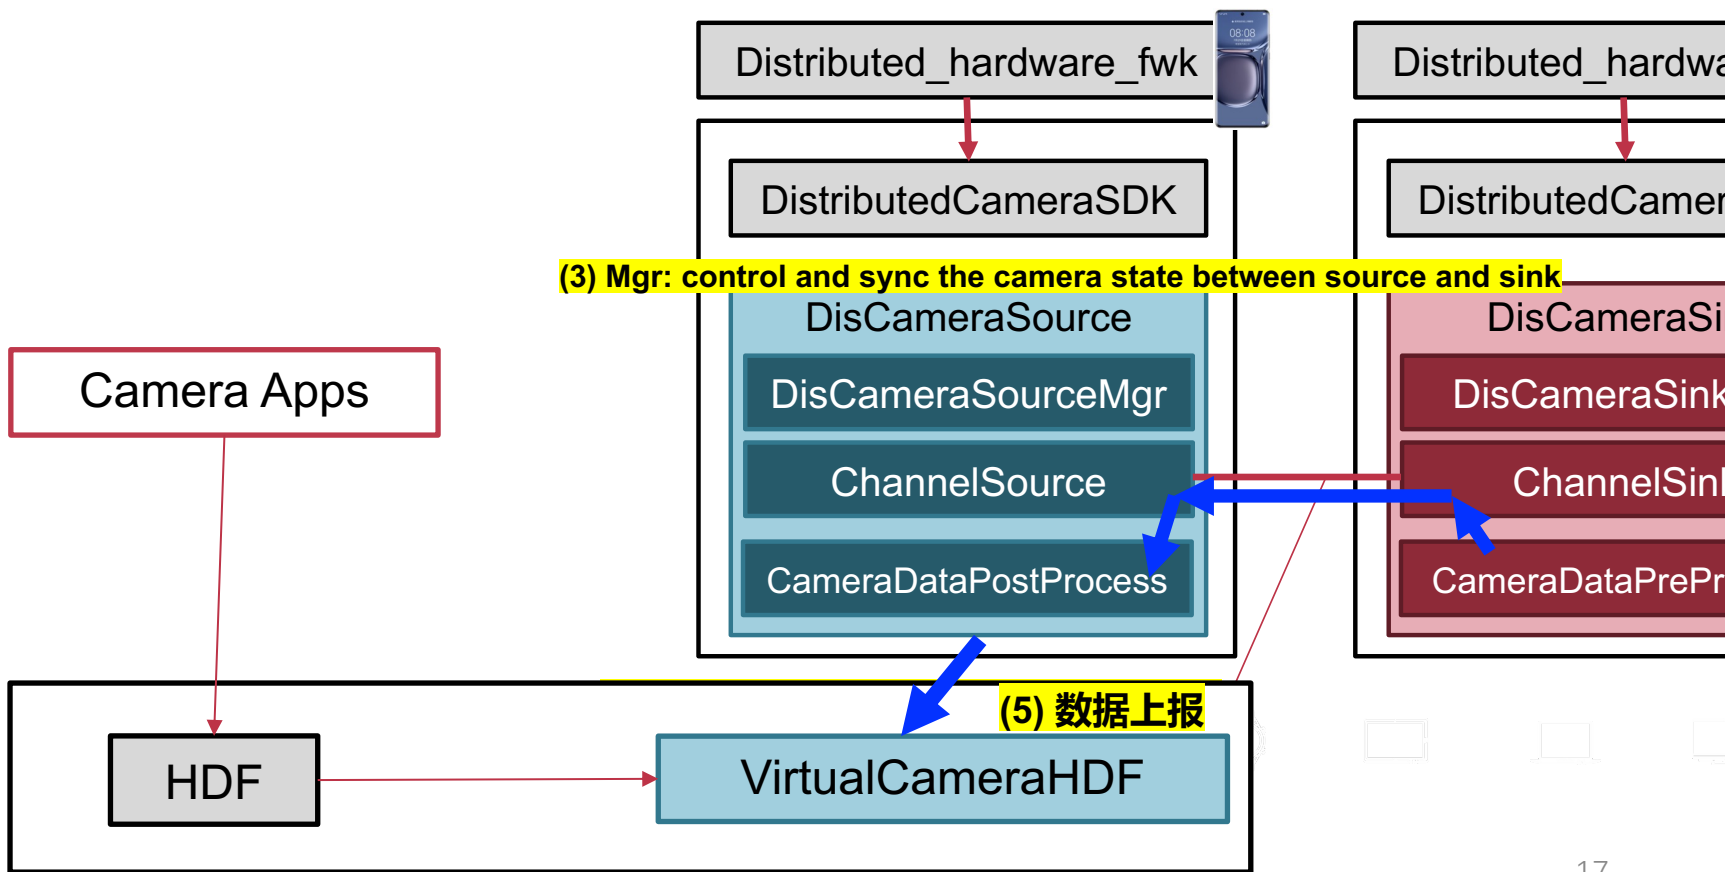 08:08
Distributed_hardware_fwk
Distributed_hardwa
DistributedCameraSDK
DistributedCamer
(3) Mgr: control and sync the camera state between source and sink
DisCameraSource
DisCameraSi
Camera Apps
DisCameraSourceMgr
DisCameraSink
ChannelSource
ChannelSin
CameraDataPostProcess
CameraDataPrePr
(5) 数据上报
HDF
VirtualCameraHDF
17